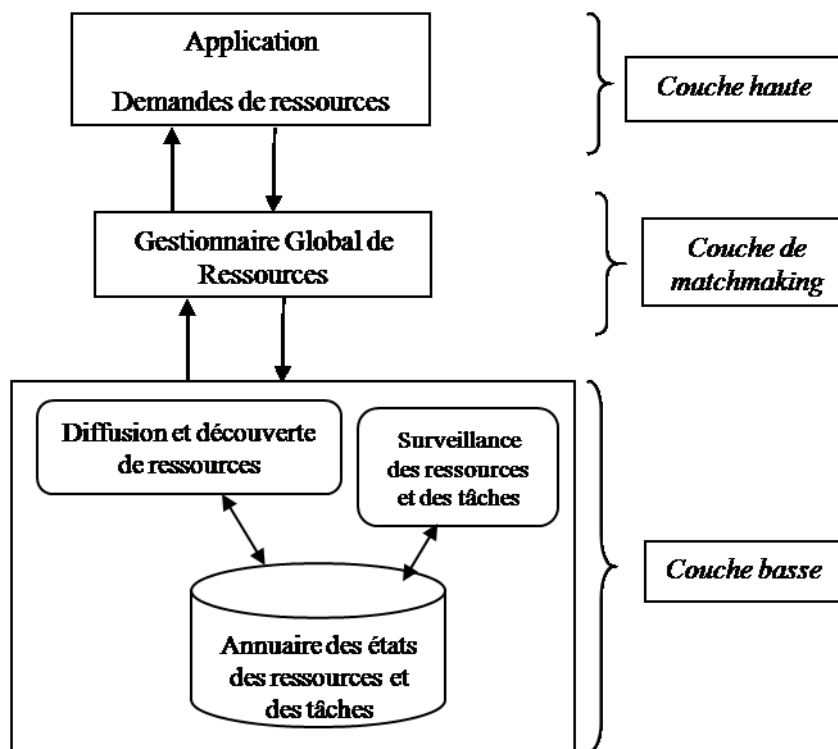 Application
Demandes de ressources
Couche haute
Gestionnaire Global de
Ressources
Couche de
matchmaking
Diffusion et découverte
de ressources
Surveillance
des ressources
et des tâches
Annuaire des états
des ressources et
des tâches
Couche basse